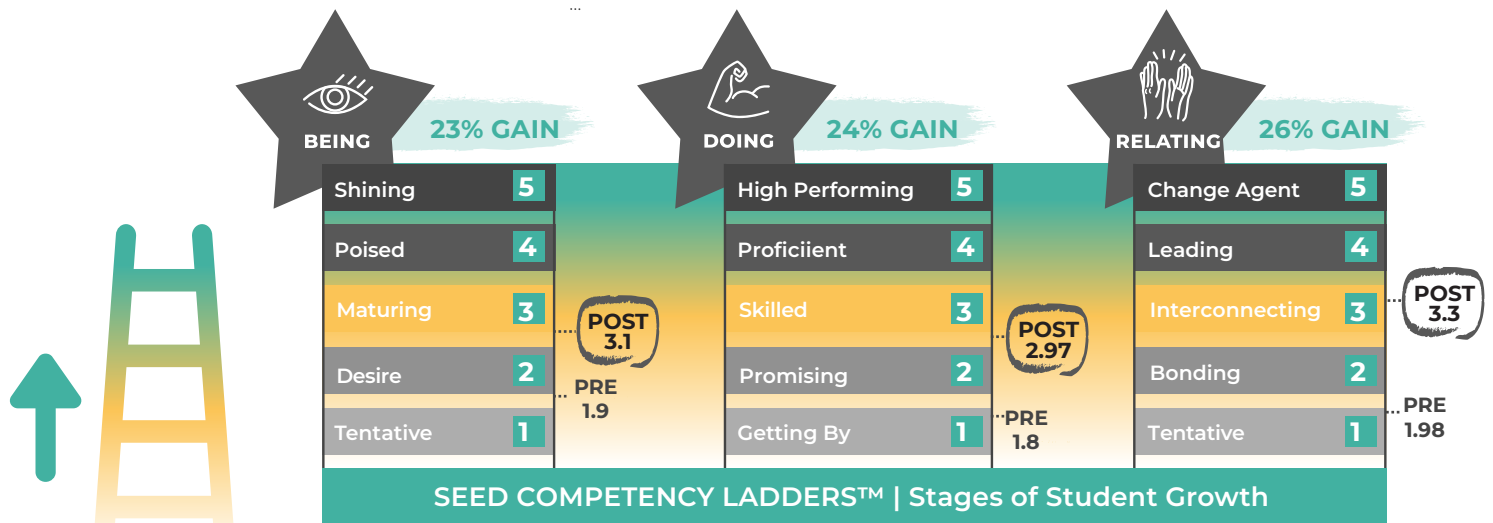 ...
BEING
23% GAIN
Shining 5
Poised 4
Maturing 3
Desire 2
Tentative 1
POST
3.1
PRE
1.9
DOING
24% GAIN
High Performing 5
Proficiient 4
Skilled 3
Promising 2
Getting By 1
POST
2.97
PRE
1.8
RELATING
26% GAIN
Change Agent 5
Leading 4
Interconnecting 3
Bonding 2
Tentative 1
POST
3.3
PRE
1.98
SEED COMPETENCY LADDERS™ | Stages of Student Growth